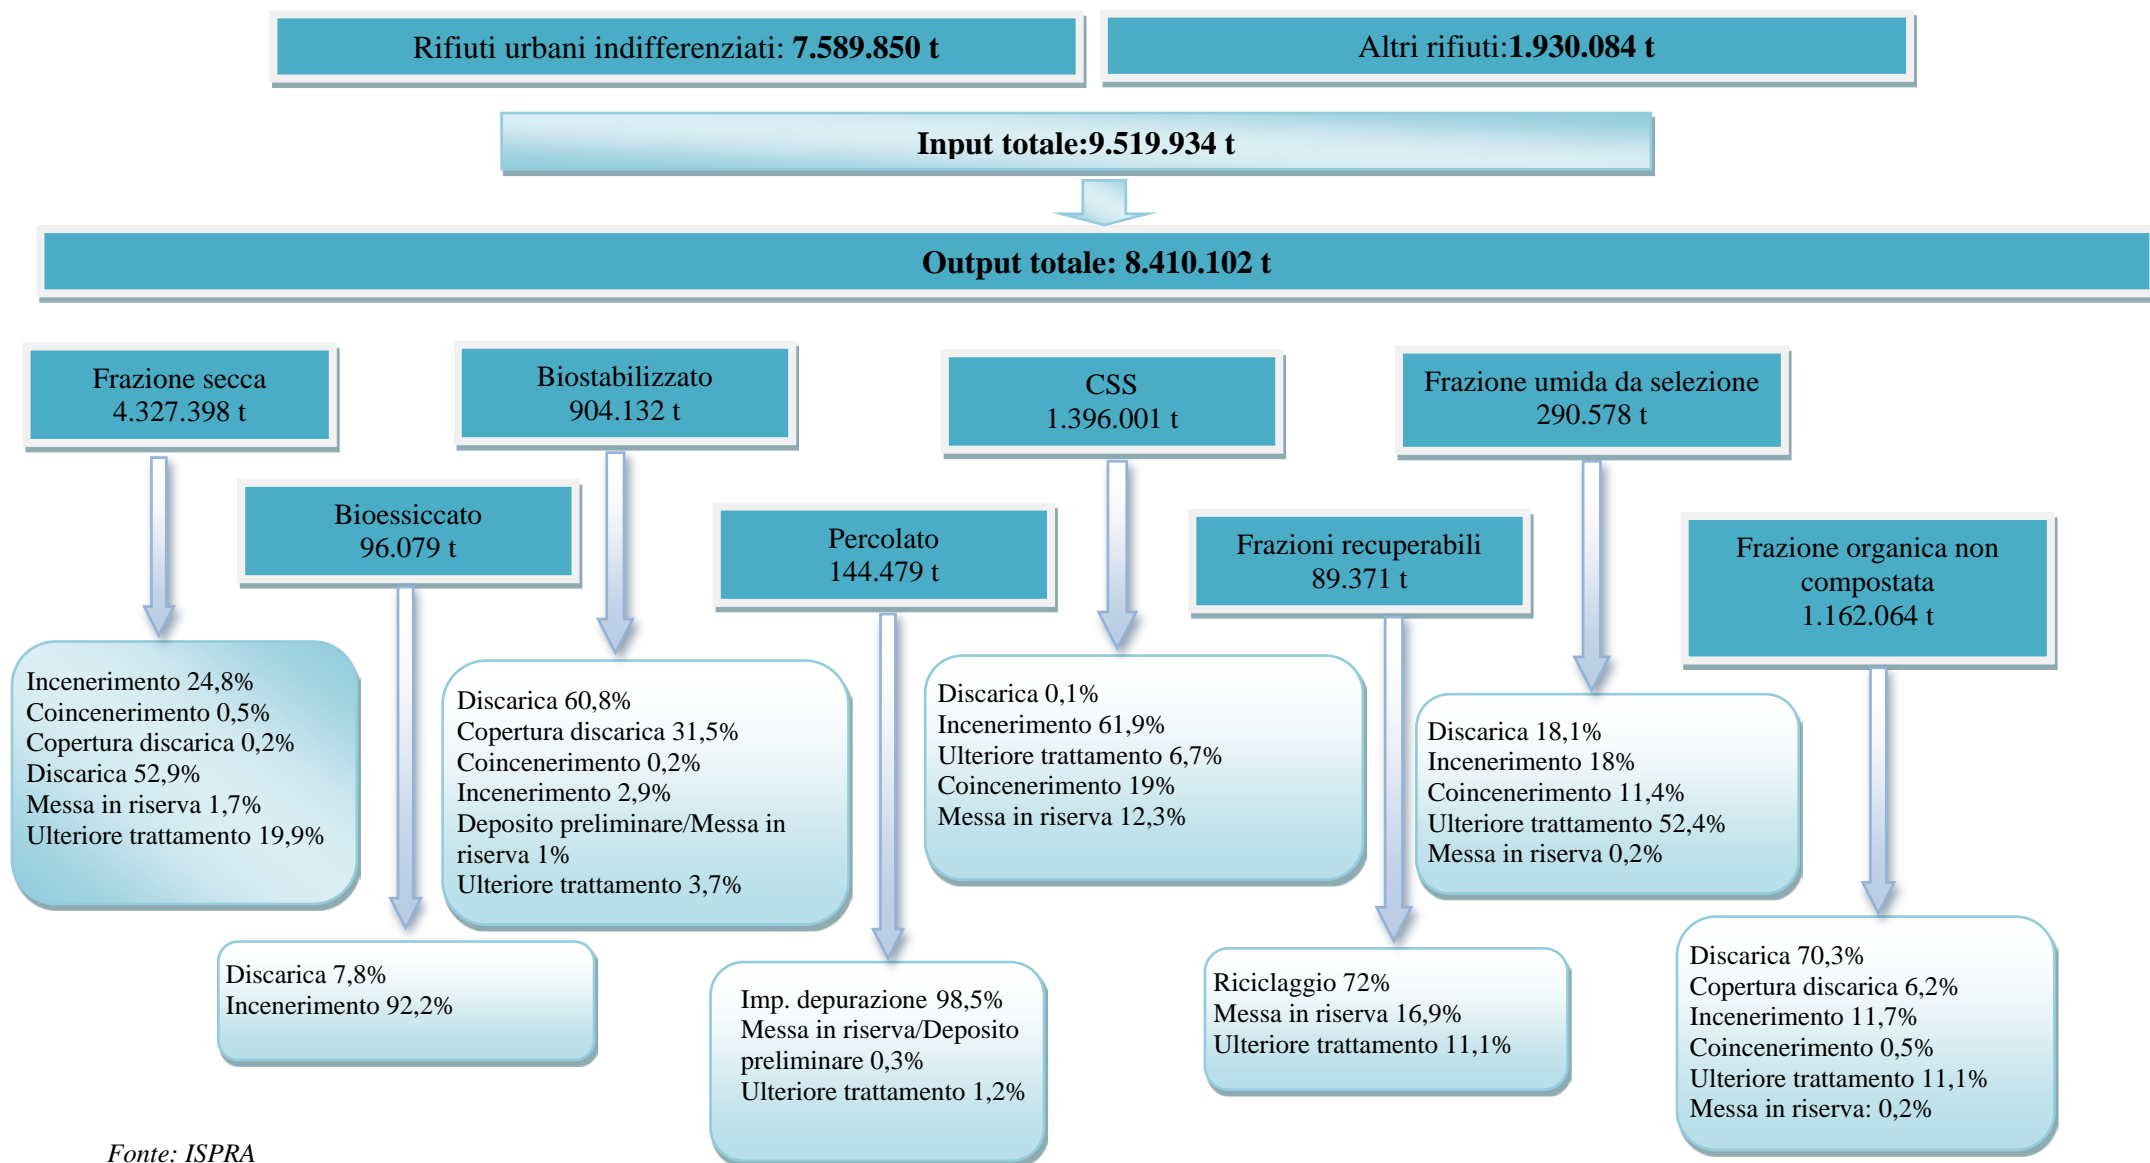 Rifiuti urbani indifferenziati: 7.589.850 t
Altri rifiuti:1.930.084 t
Input totale:9.519.934 t
Output totale: 8.410.102 t
Frazione secca
4.327.398 t
Biostabilizzato
904.132 t
CSS
1.396.001 t
Frazione umida da selezione
290.578 t
Bioessiccato
96.079 t
Percolato
144.479 t
Frazioni recuperabili
89.371 t
Frazione organica non
compostata
1.162.064 t
Incenerimento 24,8%
Coincenerimento 0,5%
Copertura discarica 0,2%
Discarica 52,9%
Messa in riserva 1,7%
Ulteriore trattamento 19,9%
Discarica 60,8%
Copertura discarica 31,5%
Coincenerimento 0,2%
Incenerimento 2,9%
Deposito preliminare/Messa in
riserva 1%
Ulteriore trattamento 3,7%
Discarica 0,1%
Incenerimento 61,9%
Ulteriore trattamento 6,7%
Coincenerimento 19%
Messa in riserva 12,3%
Discarica 18,1%
Incenerimento 18%
Coincenerimento 11,4%
Ulteriore trattamento 52,4%
Messa in riserva 0,2%
Discarica 7,8%
Incenerimento 92,2%
Imp. depurazione 98,5%
Messa in riserva/Deposito
preliminare 0,3%
Ulteriore trattamento 1,2%
Riciclaggio 72%
Messa in riserva 16,9%
Ulteriore trattamento 11,1%
Discarica 70,3%
Copertura discarica 6,2%
Incenerimento 11,7%
Coincenerimento 0,5%
Ulteriore trattamento 11,1%
Messa in riserva: 0,2%
Fonte: ISPRA